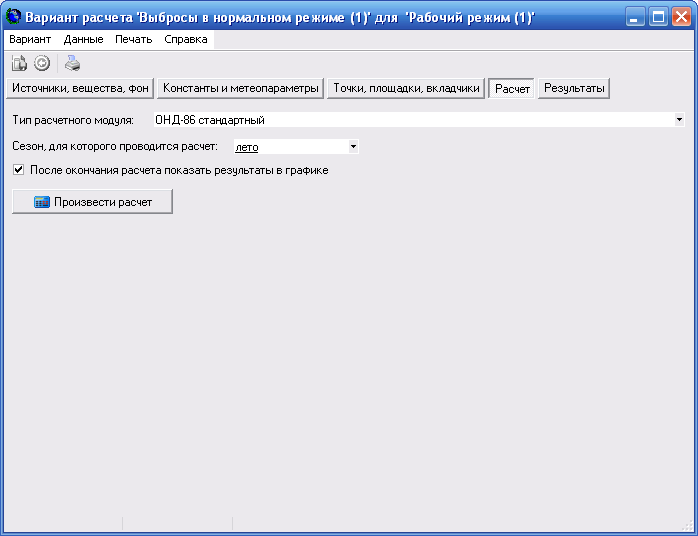 Вариант расчета 'Выбросы в нормальном режиме (1)' для 'Рабочий режим (1)'
Вариант Данные Печать Справка
Источники, вещества, фон Константы и метеопараметры Точки, площадки, вкладчики Расчет Результаты
Тип расчетного модуля: ОНД-86 стандартный
Сезон, для которого проводится расчет: лето
После окончания расчета показать результаты в графике
Произвести расчет